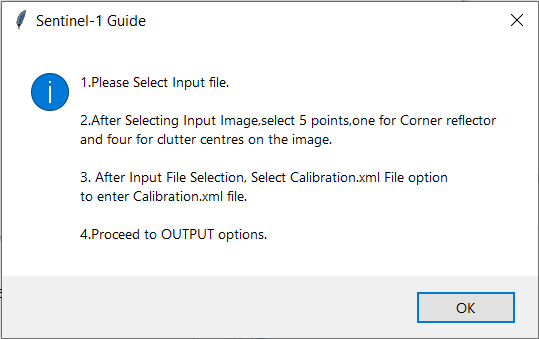 Sentinel-1 Guide
1.Please Select Input file.
2.After Selecting Input Image,select 5 points,one for Corner reflector
and four for clutter centres on the image.
3. After Input File Selection, Select Calibration.xml File option
to enter Calibration.xml file.
4.Proceed to OUTPUT options.
OK